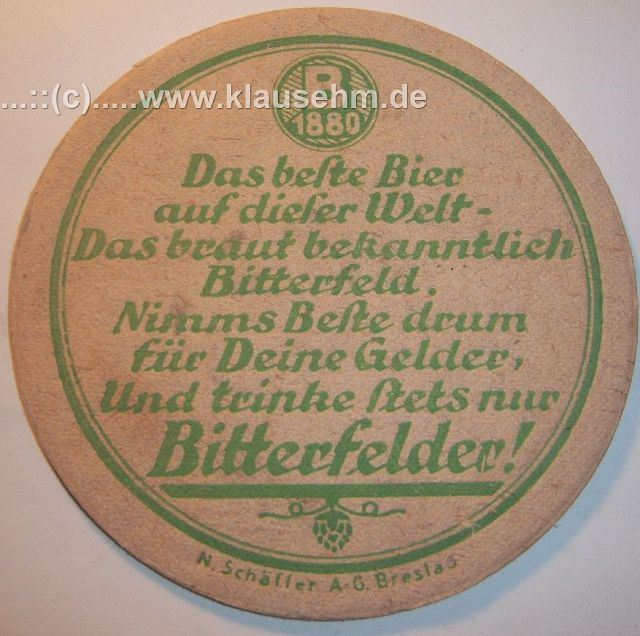 B
...::(c).....www.klausehm.de
1880
Das beſte Bier
auf dieſer Welt-
Das braut bekanntlich
Bitterfeld.
Nimms Beſte drum
für Deine Gelder,
Und trinke ſtets nur
Bitterfelder!
N. Schäffer A-G. Breslau